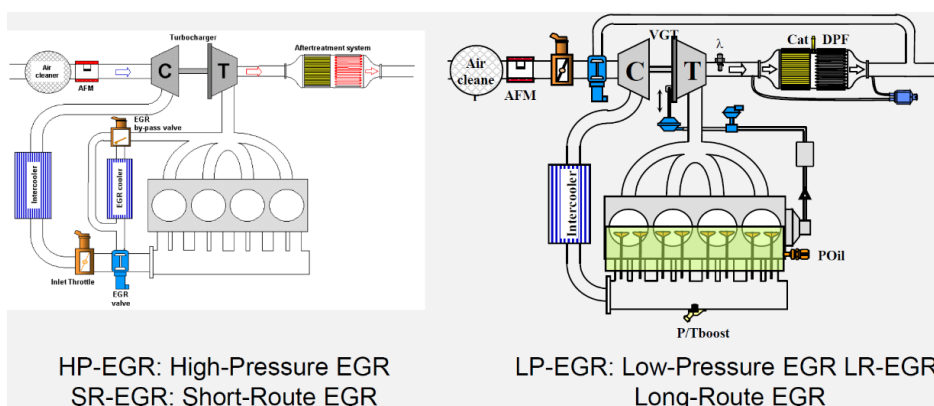 Turbocharger
Aftertreatment system
Air
cleaner
AFM
C
T
EGR
by-pass valve
Intercooler
EGR cooler
Inlet Throttle
EGR
valve
HP-EGR: High-Pressure EGR
SR-EGR: Short-Route EGR
VGT
λ
Cat
DPF
Air
cleane
AFM
C
T
Intercooler
POil
P/Tboost
LP-EGR: Low-Pressure EGR LR-EGR
Long-Route EGR